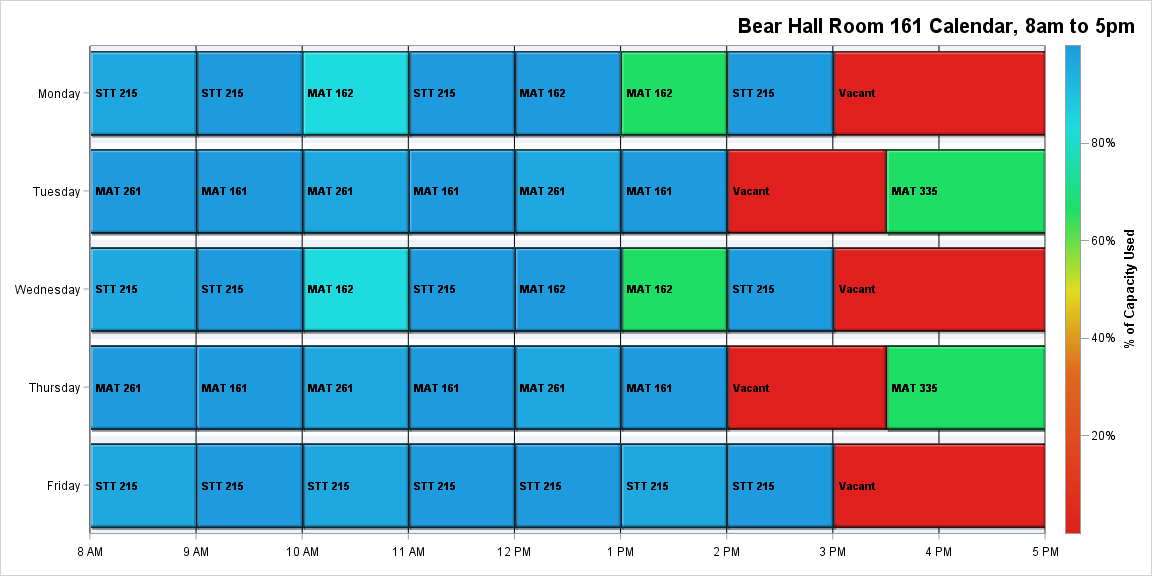 Bear Hall Room 161 Calendar, 8am to 5pm
Monday
STT 215 STT 215 MAT 162 STT 215 MAT 162 MAT 162 STT 215 Vacant
Tuesday
MAT 261 MAT 161 MAT 261 MAT 161 MAT 261 MAT 161 Vacant MAT 335
Wednesday
STT 215 STT 215 MAT 162 STT 215 MAT 162 MAT 162 STT 215 Vacant
Thursday
MAT 261 MAT 161 MAT 261 MAT 161 MAT 261 MAT 161 Vacant MAT 335
Friday
STT 215 STT 215 STT 215 STT 215 STT 215 STT 215 STT 215 Vacant
8 AM 9 AM 10 AM 11 AM 12 PM 1 PM 2 PM 3 PM 4 PM 5 PM
80%
60%
40%
20%
% of Capacity Used